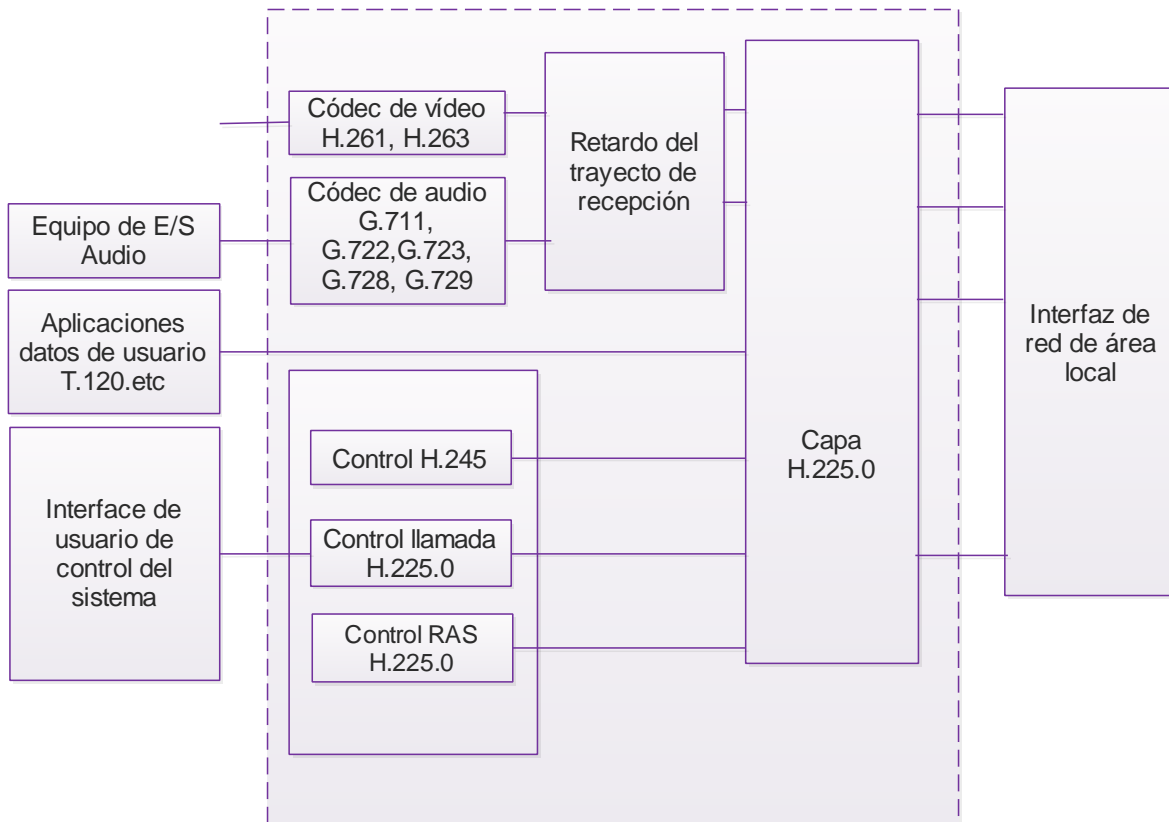 Códec de vídeo
H.261, H.263
Retardo del
trayecto de
recepción
Códec de audio
G.711,
G.722,G.723,
G.728, G.729
Equipo de E/S
Audio
Aplicaciones
datos de usuario
T.120.etc
Interfaz de
red de área
local
Capa
H.225.0
Control H.245
Interface de
usuario de
control del
sistema
Control llamada
H.225.0
Control RAS
H.225.0